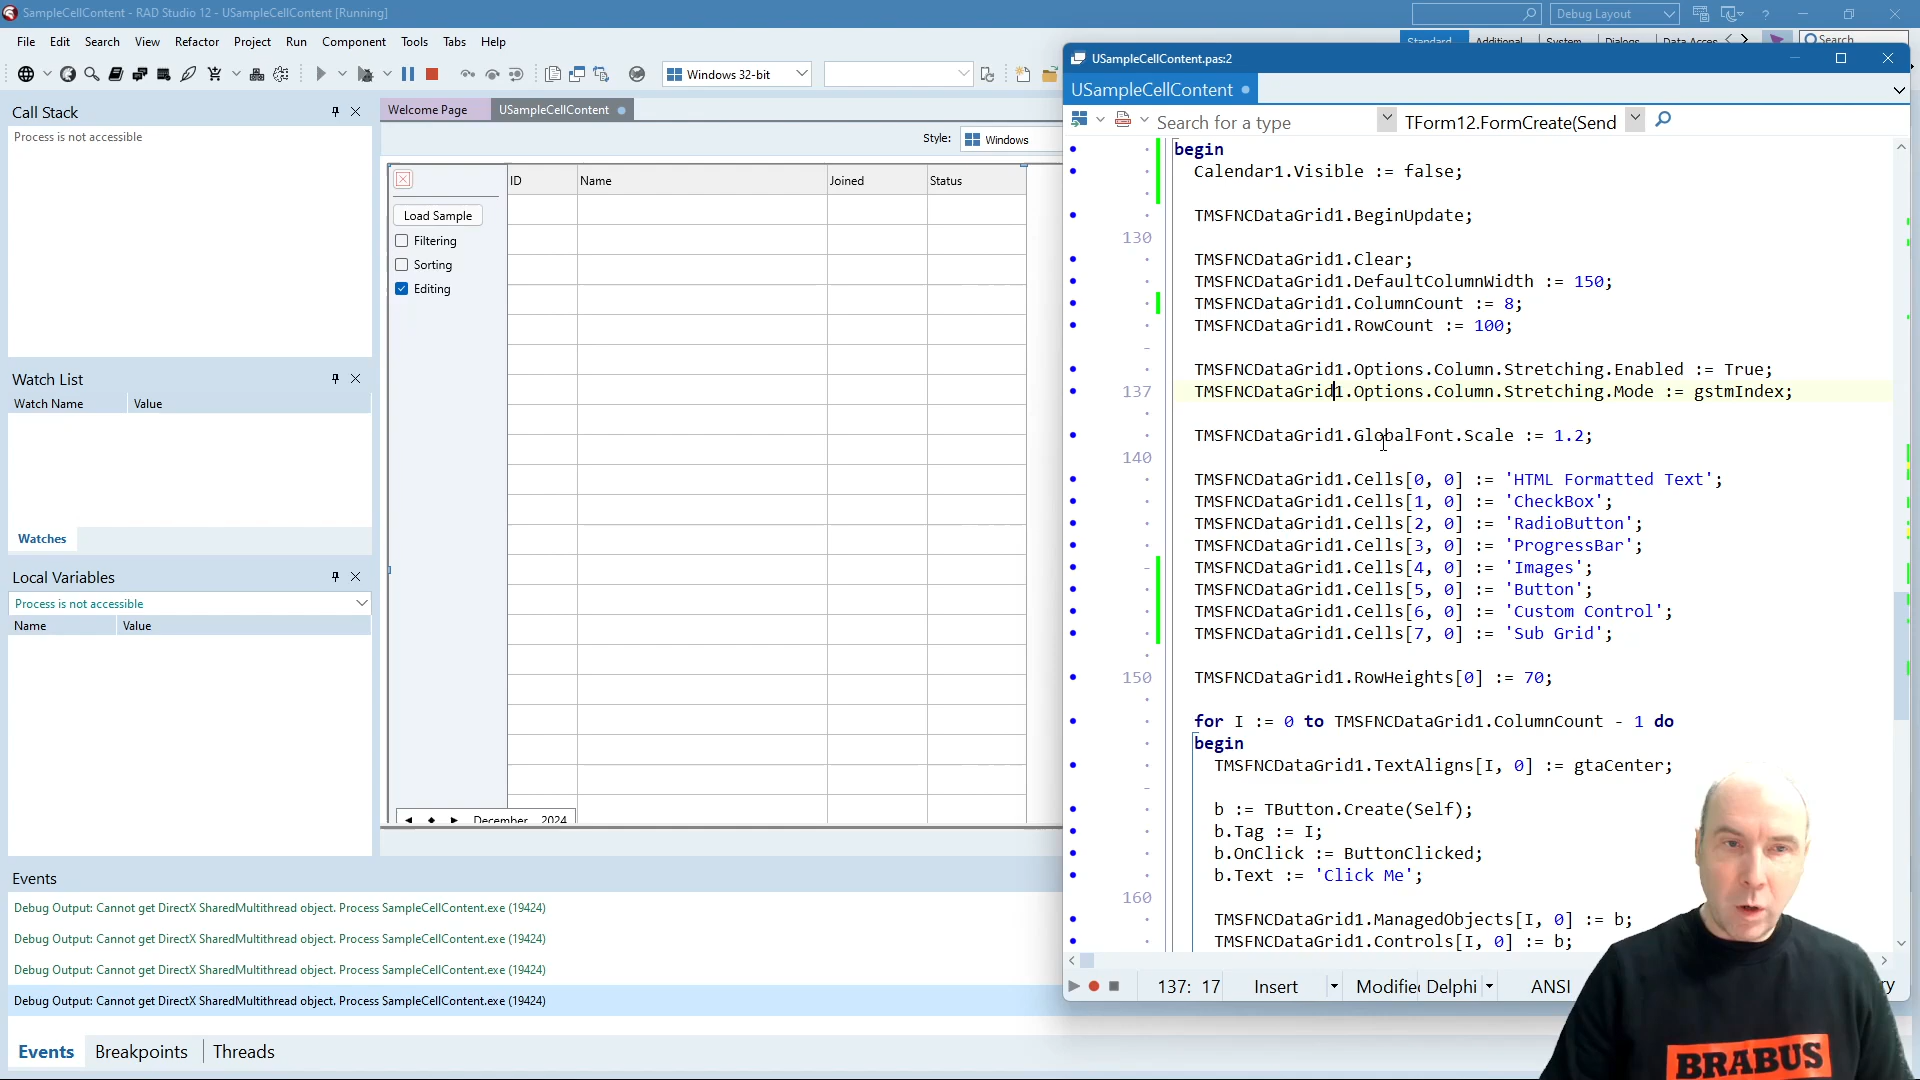 SampleCellContent - RAD Studio 12 - USampleCellContent [Running]
Debug Layout
File Edit Search View Refactor Project Run Component Tools Tabs Help
Standard Additional System Dialogs Data Acces
Search
Windows 32-bit
Call Stack
Process is not accessible
Watch List
Watch Name Value
Watches
Local Variables
Process is not accessible
Name Value
Welcome Page USampleCellContent
Style: Windows
ID Name Joined Status
Load Sample
Filtering
Sorting
Editing
December 2024
Events
Debug Output: Cannot get DirectX SharedMultithread object. Process SampleCellContent.exe (19424)
Debug Output: Cannot get DirectX SharedMultithread object. Process SampleCellContent.exe (19424)
Debug Output: Cannot get DirectX SharedMultithread object. Process SampleCellContent.exe (19424)
Debug Output: Cannot get DirectX SharedMultithread object. Process SampleCellContent.exe (19424)
Events Breakpoints Threads
USampleCellContent.pas:2
USampleCellContent
Search for a type TForm12.FormCreate(Send
begin
Calendar1.Visible := false;
TMSFNCDataGrid1.BeginUpdate;
130
TMSFNCDataGrid1.Clear;
TMSFNCDataGrid1.DefaultColumnWidth := 150;
TMSFNCDataGrid1.ColumnCount := 8;
TMSFNCDataGrid1.RowCount := 100;
TMSFNCDataGrid1.Options.Column.Stretching.Enabled := True;
137 TMSFNCDataGrid1.Options.Column.Stretching.Mode := gstmIndex;
TMSFNCDataGrid1.GlobalFont.Scale := 1.2;
140
TMSFNCDataGrid1.Cells[0, 0] := 'HTML Formatted Text';
TMSFNCDataGrid1.Cells[1, 0] := 'CheckBox';
TMSFNCDataGrid1.Cells[2, 0] := 'RadioButton';
TMSFNCDataGrid1.Cells[3, 0] := 'ProgressBar';
TMSFNCDataGrid1.Cells[4, 0] := 'Images';
TMSFNCDataGrid1.Cells[5, 0] := 'Button';
TMSFNCDataGrid1.Cells[6, 0] := 'Custom Control';
TMSFNCDataGrid1.Cells[7, 0] := 'Sub Grid';
150 TMSFNCDataGrid1.RowHeights[0] := 70;
for I := 0 to TMSFNCDataGrid1.ColumnCount - 1 do
begin
TMSFNCDataGrid1.TextAligns[I, 0] := gtaCenter;
b := TButton.Create(Self);
b.Tag := I;
b.OnClick := ButtonClicked;
b.Text := 'Click Me';
160
TMSFNCDataGrid1.ManagedObjects[I, 0] := b;
TMSFNCDataGrid1.Controls[I, 0] := b;
137: 17 Insert Modified Delphi ANSI
BRABUS